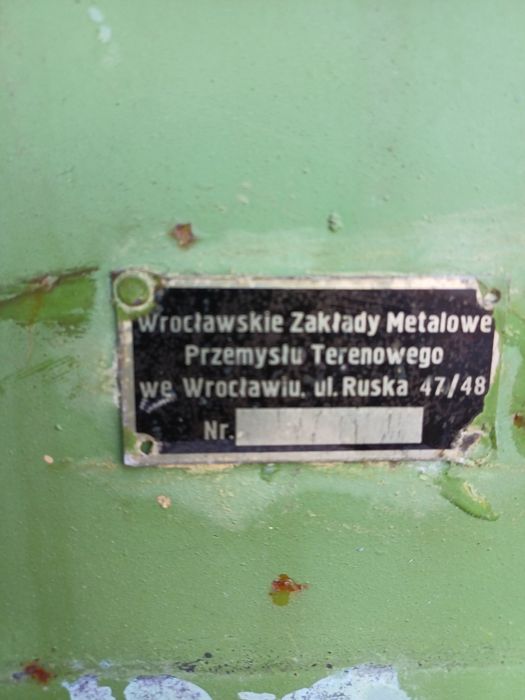 Wrocławskie Zakłady Metalowe
Przemysłu Terenowego
we Wrocławiu, ul. Ruska 47/48
Nr.